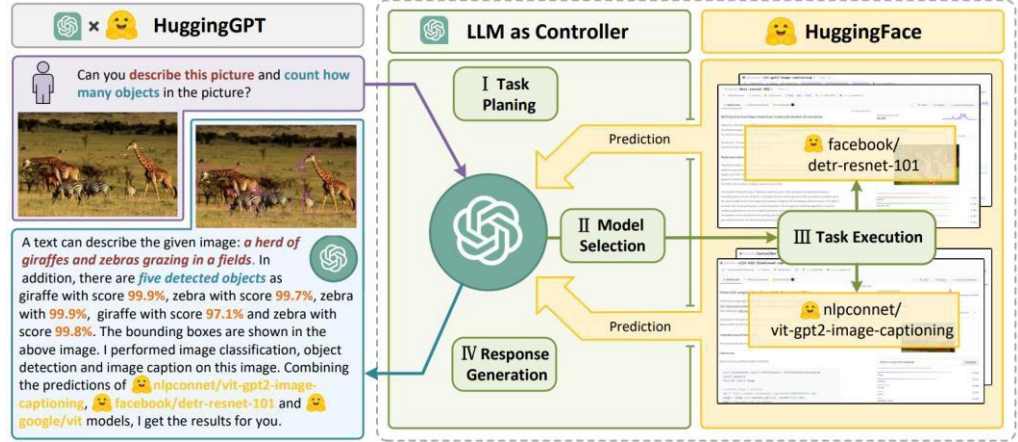 × HuggingGPT
LLM as Controller
HuggingFace
Can you describe this picture and count how
many objects in the picture?
A text can describe the given image: a herd of
giraffes and zebras grazing in a fields. In
addition, there are five detected objects as
giraffe with score 99.9%, zebra with score 99.7%, zebra
with 99.9%, giraffe with score 97.1% and zebra with
score 99.8%. The bounding boxes are shown in the
above image. I performed image classification, object
detection and image caption on this image. Combining
the predictions of nlpconnet/vit-gpt2-image-
captioning, facebook/detr-resnet-101 and
google/vit models, I get the results for you.
I Task
Planing
Prediction
II Model
Selection
Prediction
IV Response
Generation
facebook/
detr-resnet-101
III Task Execution
nlpconnet/
vit-gpt2-image-captioning